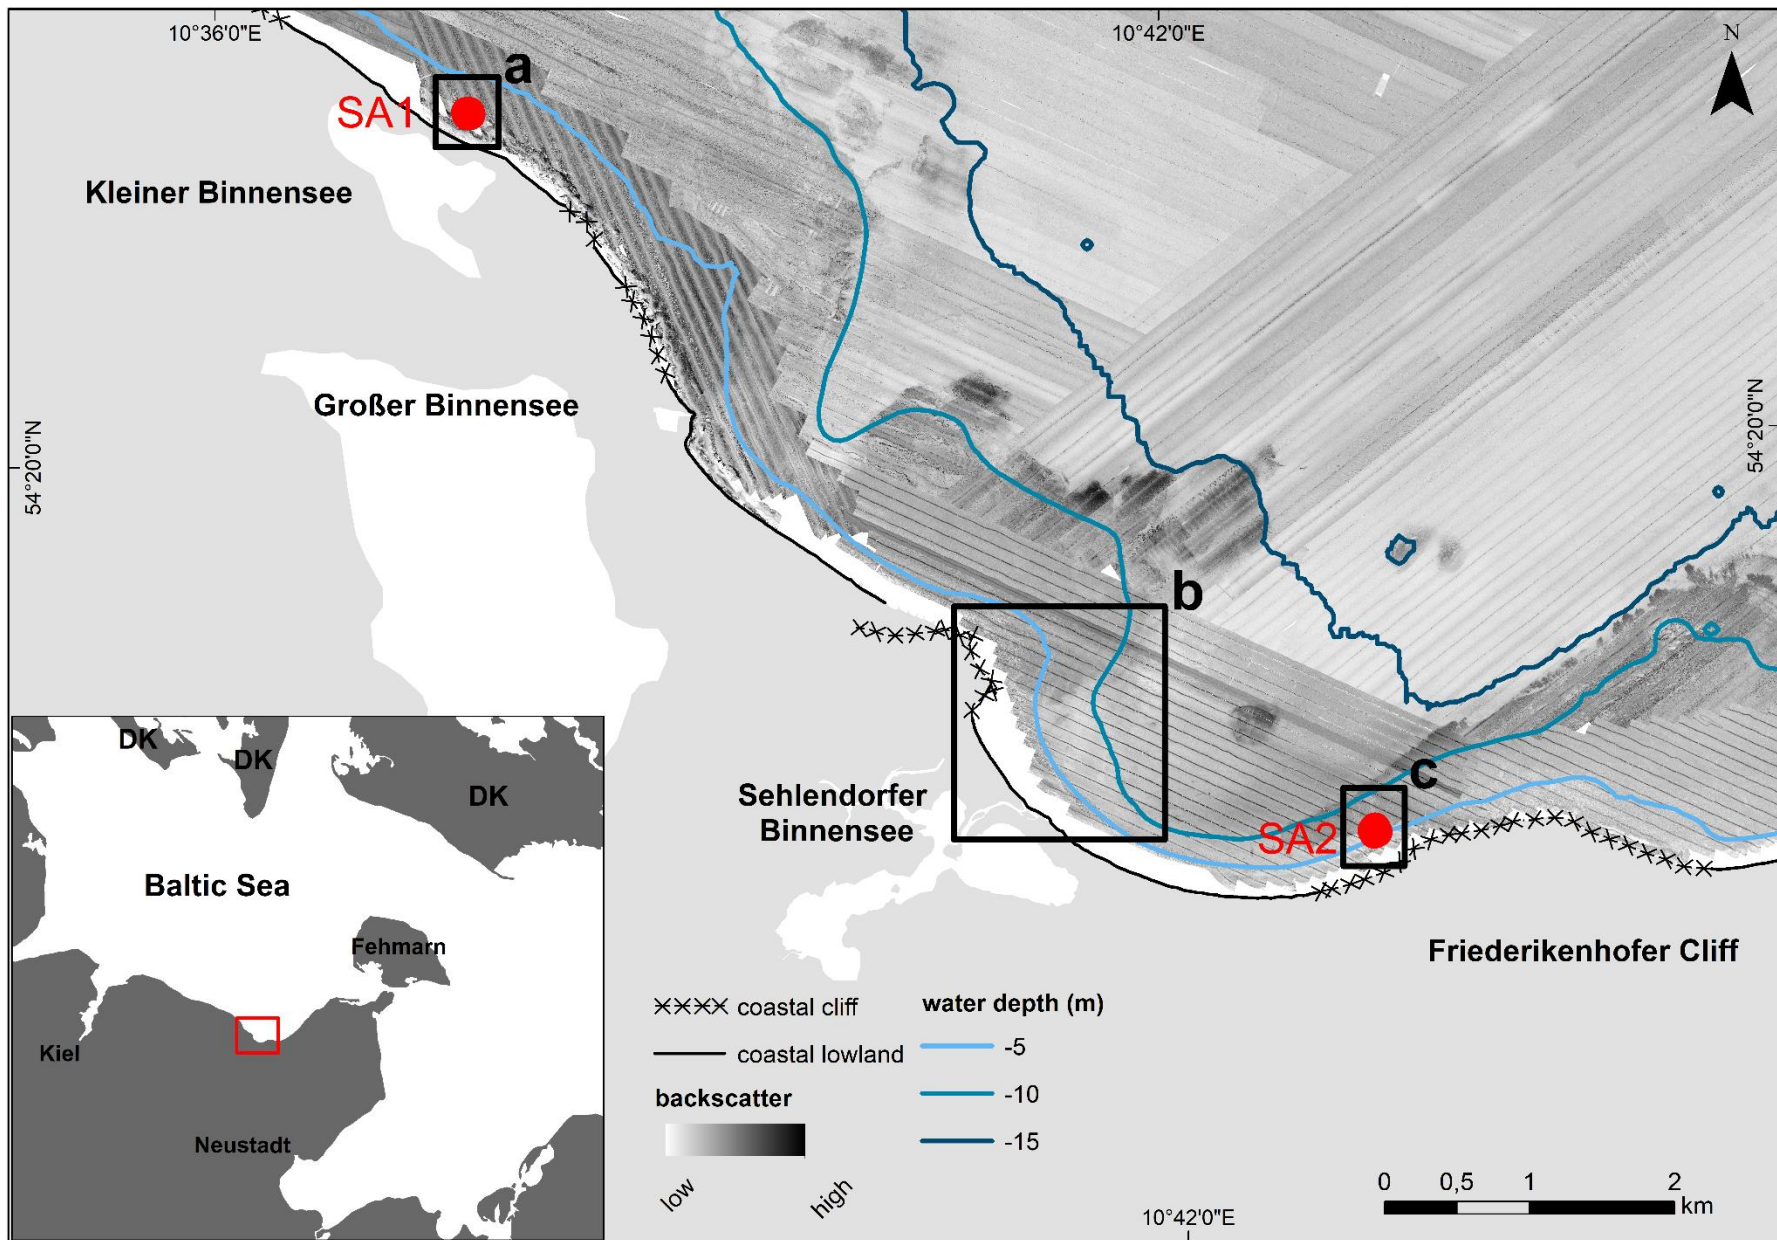 10°36'0"E
10°42'0"E
N
a
SA1
Kleiner Binnensee
Großer Binnensee
54°20'0"N
54°20'0"N
b
Sehlendorfer
Binnensee
c
SA2
Friederikenhofer Cliff
DK
DK
DK
Baltic Sea
Fehmarn
Kiel
Neustadt
coastal cliff
coastal lowland
backscatter
low
high
water depth (m)
-5
-10
-15
0
0,5
1
2
km
10°42'0"E